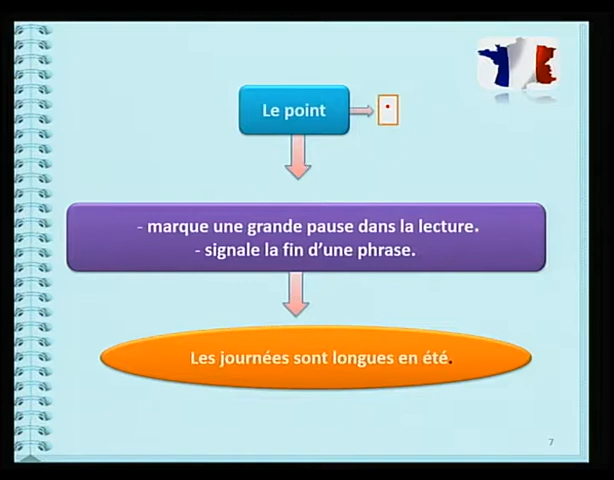 Le point
.
- marque une grande pause dans la lecture.
- signale la fin d’une phrase.
Les journées sont longues en été.
7